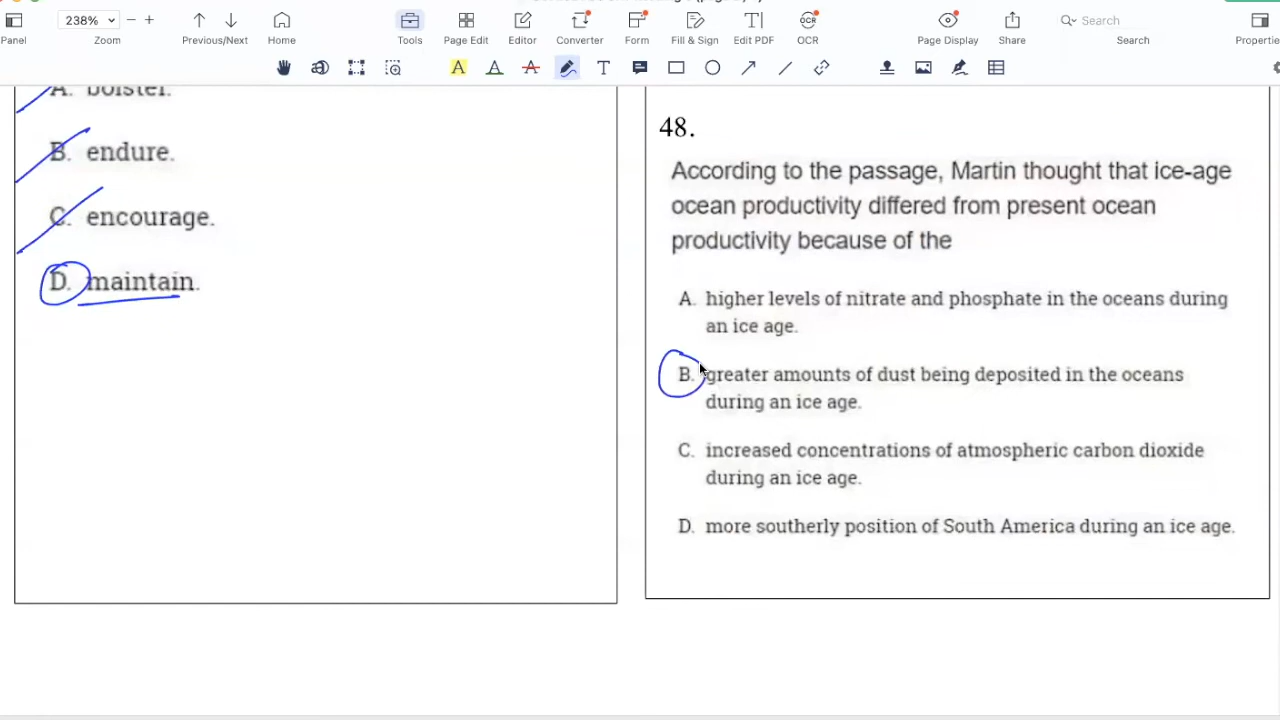 238%
Panel
Zoom
Previous/Next
Home
Tools
Page Edit
Editor
Converter
Form
Fill & Sign
Edit PDF
OCR
OCR
Page Display
Share
Search
Search
Propertie
A A A T
A. bolster.
B. endure.
C. encourage.
D. maintain.
48.
According to the passage, Martin thought that ice-age
ocean productivity differed from present ocean
productivity because of the
A. higher levels of nitrate and phosphate in the oceans during
an ice age.
B. greater amounts of dust being deposited in the oceans
during an ice age.
C. increased concentrations of atmospheric carbon dioxide
during an ice age.
D. more southerly position of South America during an ice age.